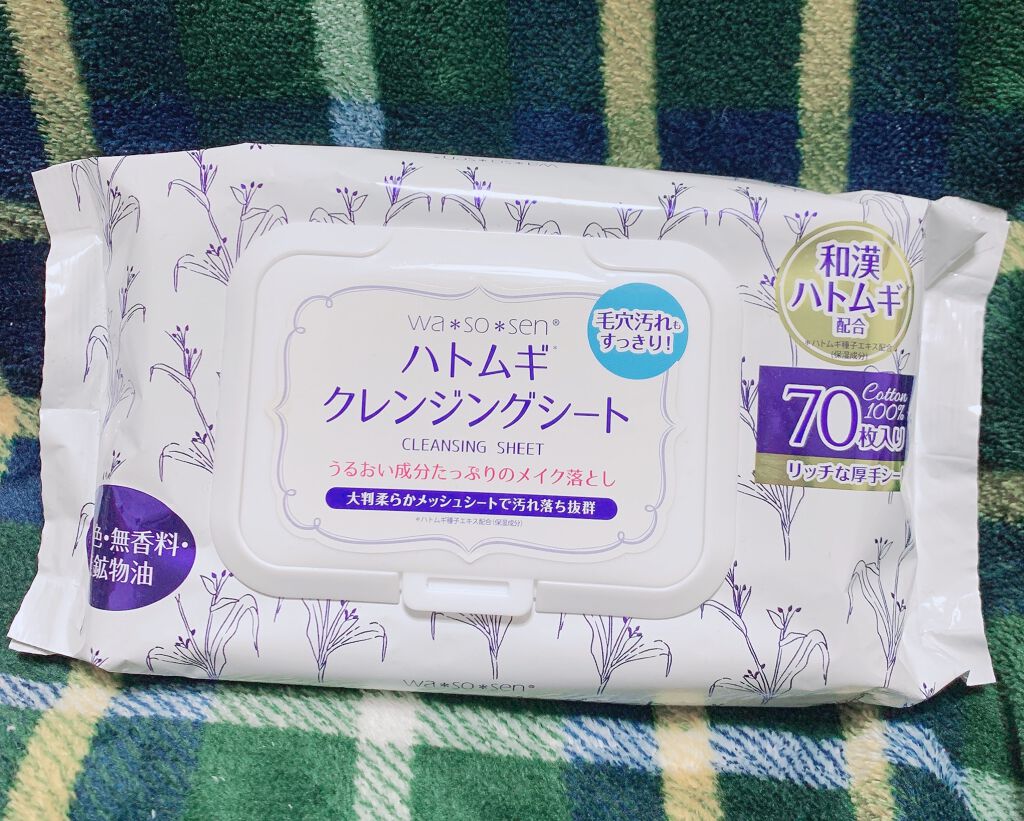 wa*so*sen®
ハトムギ*
クレンジングシート
CLEANSING SHEET
うるおい成分たっぷりのメイク落とし
大判柔らかメッシュシートで汚れ落ち抜群
*ハトムギ種子エキス配合(保湿成分)
毛穴汚れも
すっきり!
和漢
ハトムギ
配合
*ハトムギ種子エキス配合
(保湿成分)
Cotton
100%
70枚入り
リッチな厚手シー
色・無香料・
鉱物油
wa*so*sen®
wa*so*sen®